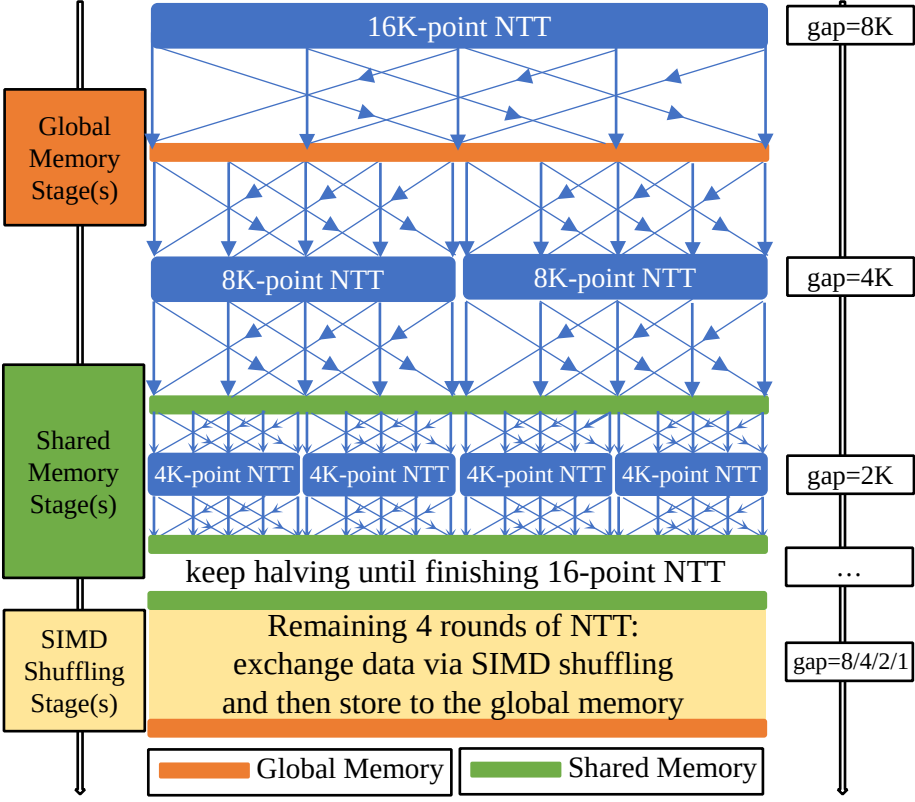 16K-point NTT
gap=8K
Global
Memory
Stage(s)
8K-point NTT
8K-point NTT
gap=4K
Shared
Memory
Stage(s)
4K-point NTT
4K-point NTT
4K-point NTT
4K-point NTT
gap=2K
keep halving until finishing 16-point NTT
...
SIMD
Shuffling
Stage(s)
Remaining 4 rounds of NTT:
exchange data via SIMD shuffling
and then store to the global memory
gap=8/4/2/1
Global Memory
Shared Memory